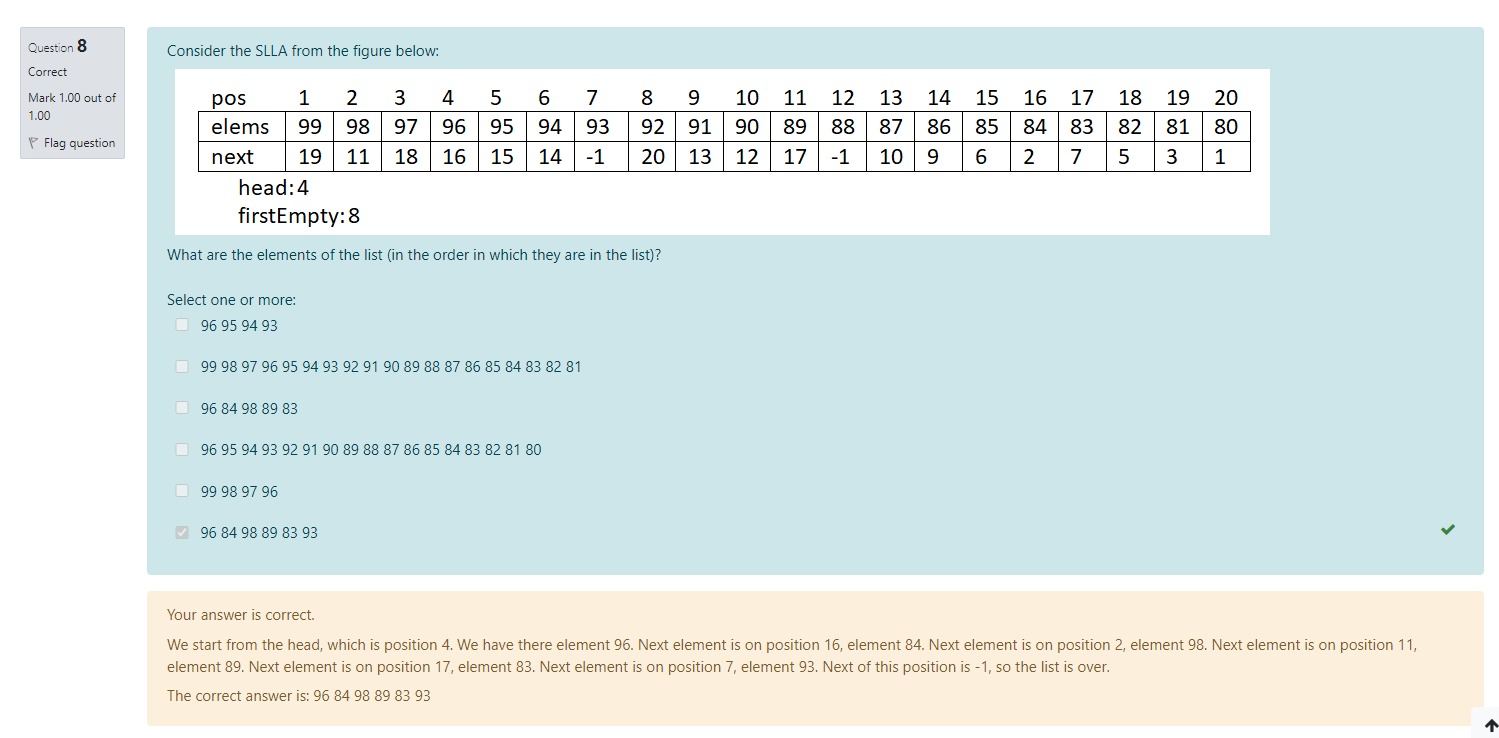 Question 8
Correct
Mark 1.00 out of
1.00
Flag question
Consider the SLLA from the figure below:
pos 1 2 3 4 5 6 7 8 9 10 11 12 13 14 15 16 17 18 19 20
elems 99 98 97 96 95 94 93 92 91 90 89 88 87 86 85 84 83 82 81 80
next 19 11 18 16 15 14 -1 20 13 12 17 -1 10 9 6 2 7 5 3 1
head:4
firstEmpty:8
What are the elements of the list (in the order in which they are in the list)?
Select one or more:
96 95 94 93
99 98 97 96 95 94 93 92 91 90 89 88 87 86 85 84 83 82 81
96 84 98 89 83
96 95 94 93 92 91 90 89 88 87 86 85 84 83 82 81 80
99 98 97 96
96 84 98 89 83 93
Your answer is correct.
We start from the head, which is position 4. We have there element 96. Next element is on position 16, element 84. Next element is on position 2, element 98. Next element is on position 11,
element 89. Next element is on position 17, element 83. Next element is on position 7, element 93. Next of this position is -1, so the list is over.
The correct answer is: 96 84 98 89 83 93